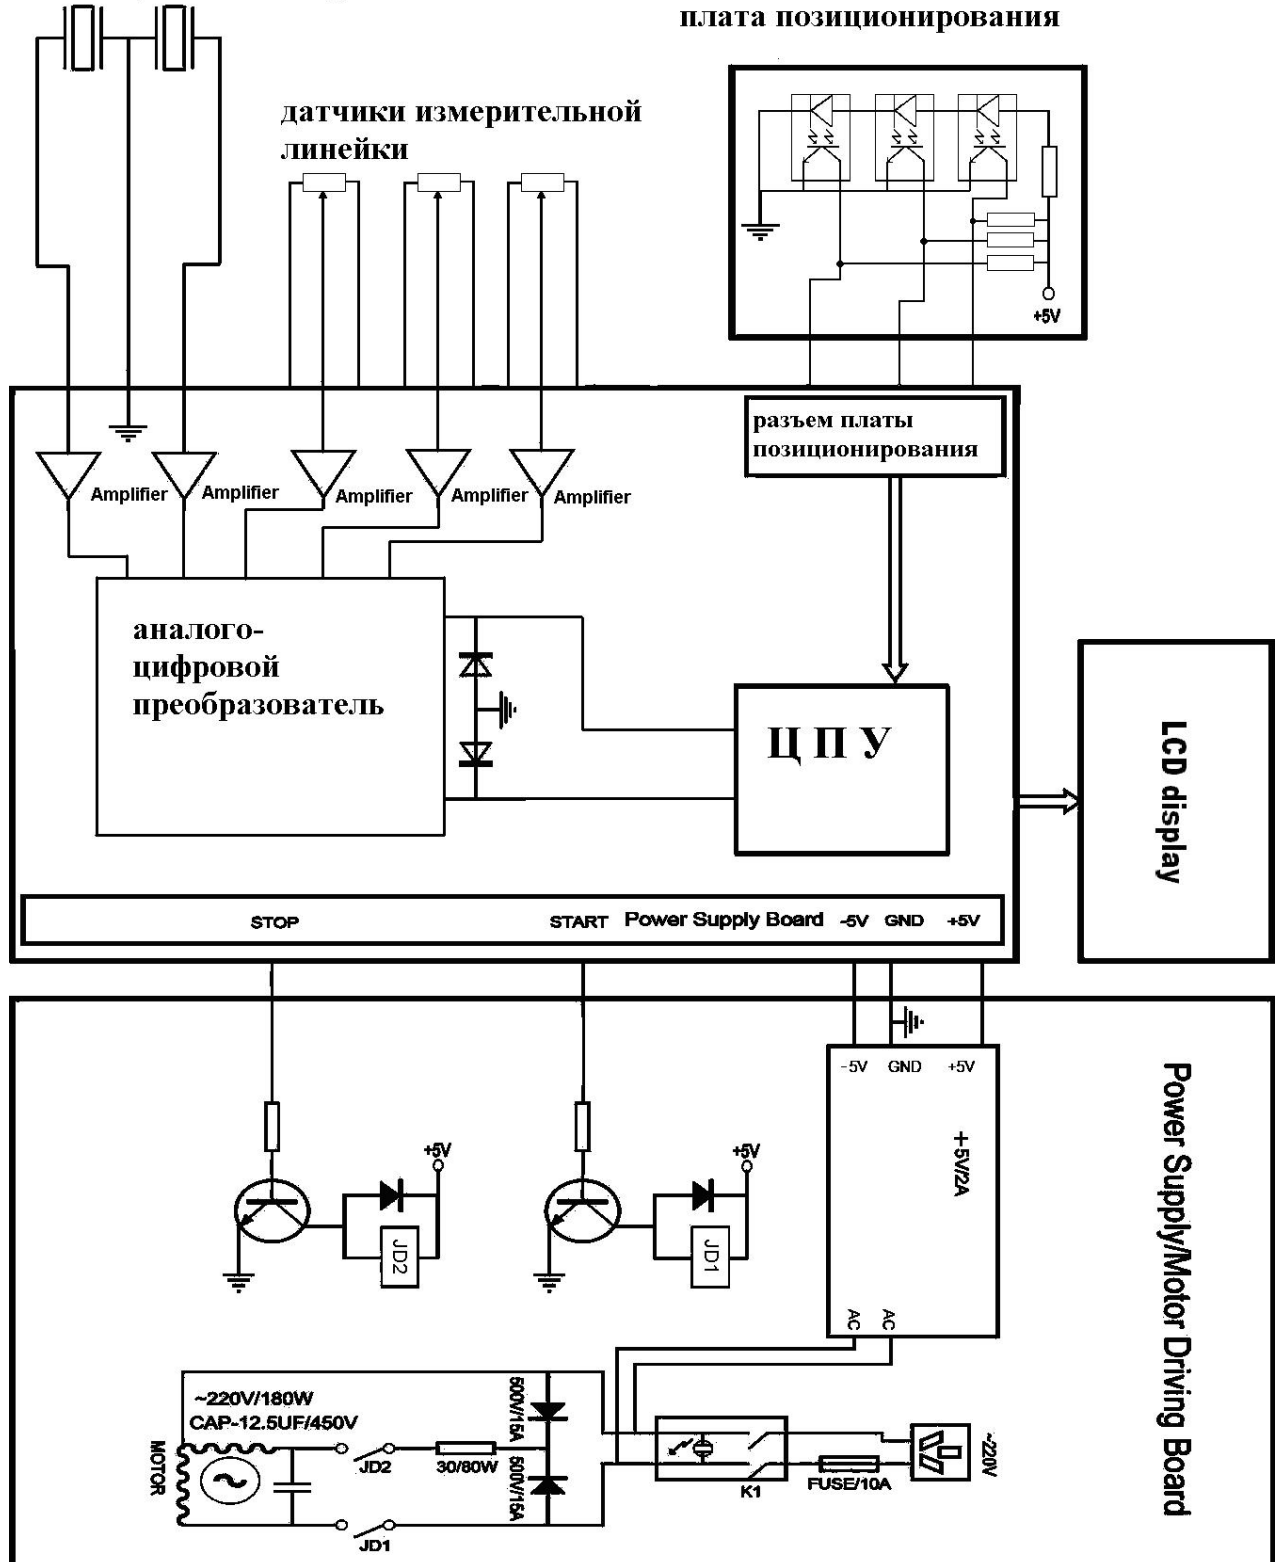 плата позиционирования
датчики измерительной
линейки
+5V
разъем платы
позиционирования
Amplifier
Amplifier
Amplifier
Amplifier
Amplifier
аналого-
цифровой
преобразователь
Ц П У
LCD display
STOP
START
Power Supply Board
-5V
GND
+5V
-5V
GND
+5V
+5V/2A
AC
AC
Power Supply/Motor Driving Board
+5V
JD2
+5V
JD1
~220V/180W
CAP-12.5UF/450V
MOTOR
JD2
30/80W
500V/15A
500V/15A
JD1
K1
FUSE/10A
~220V